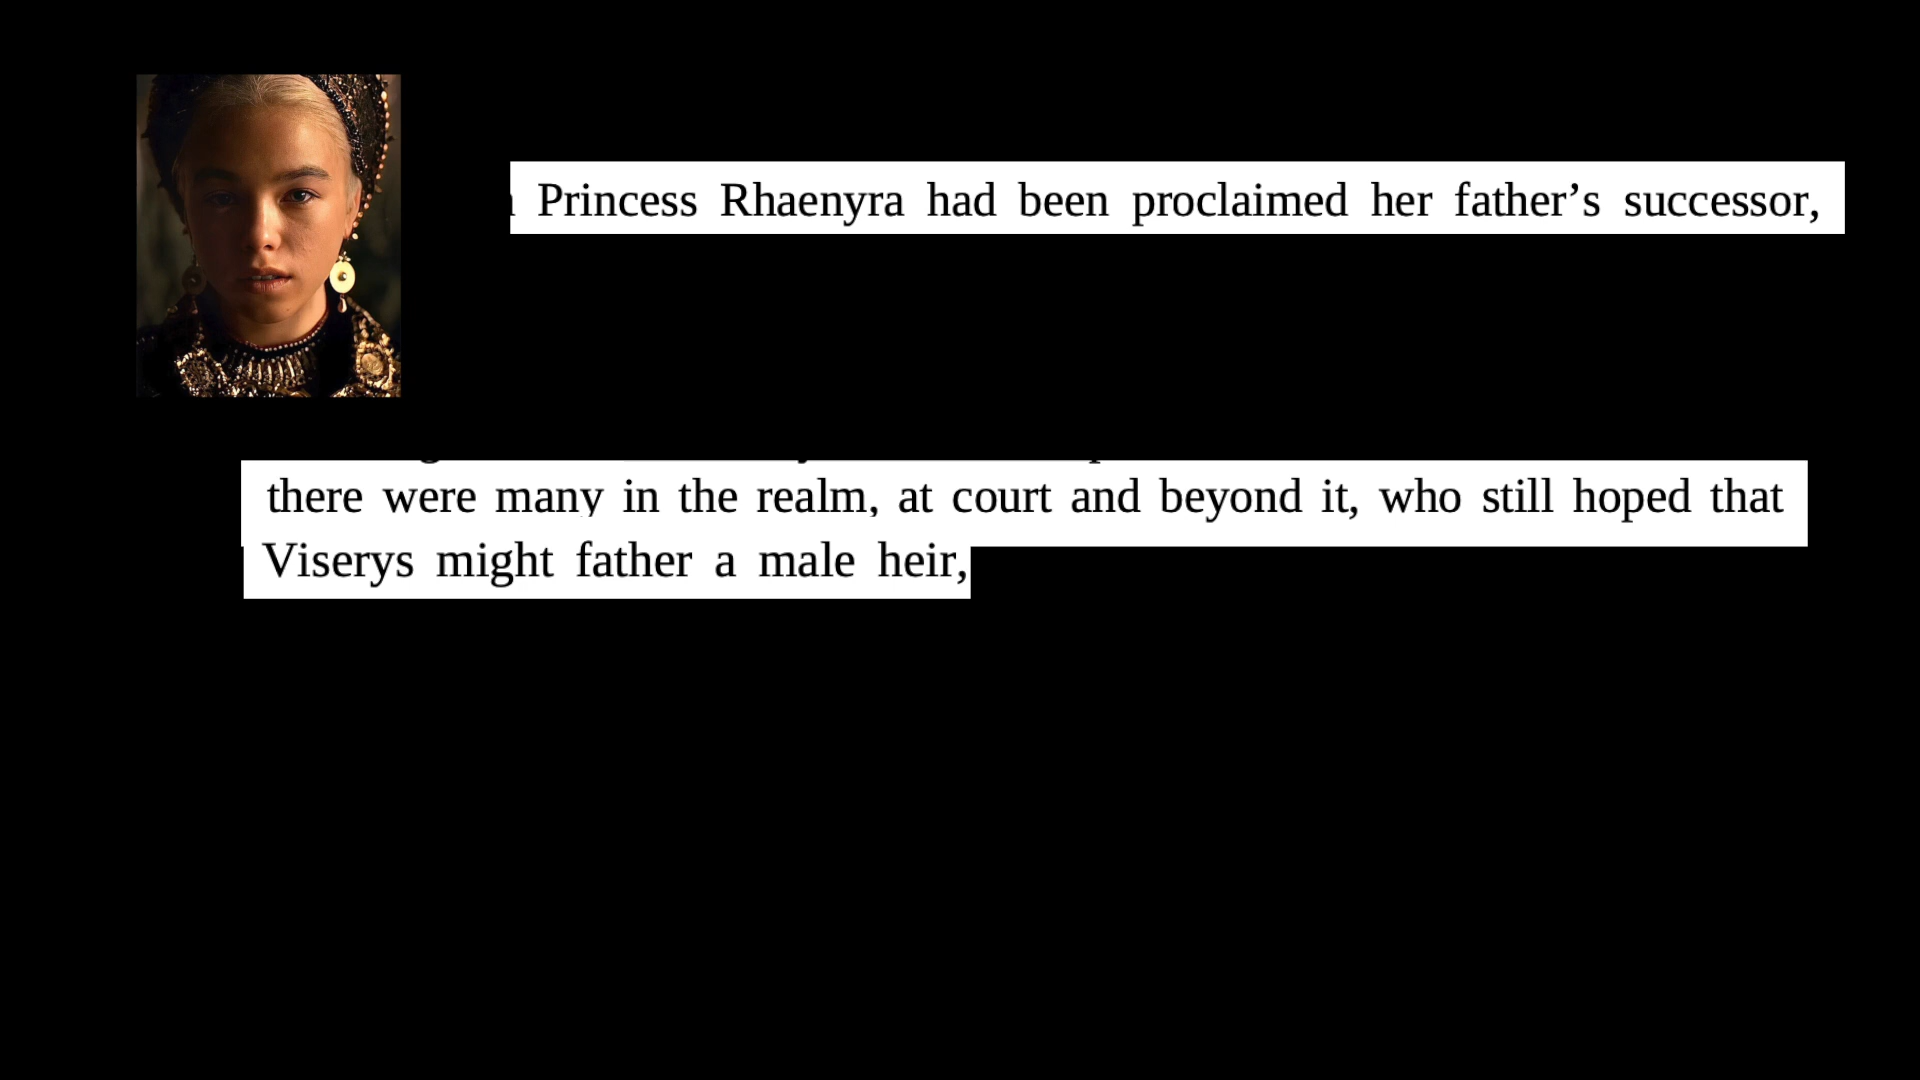 Princess Rhaenyra had been proclaimed her father’s successor,
there were many in the realm, at court and beyond it, who still hoped that
Viserys might father a male heir,